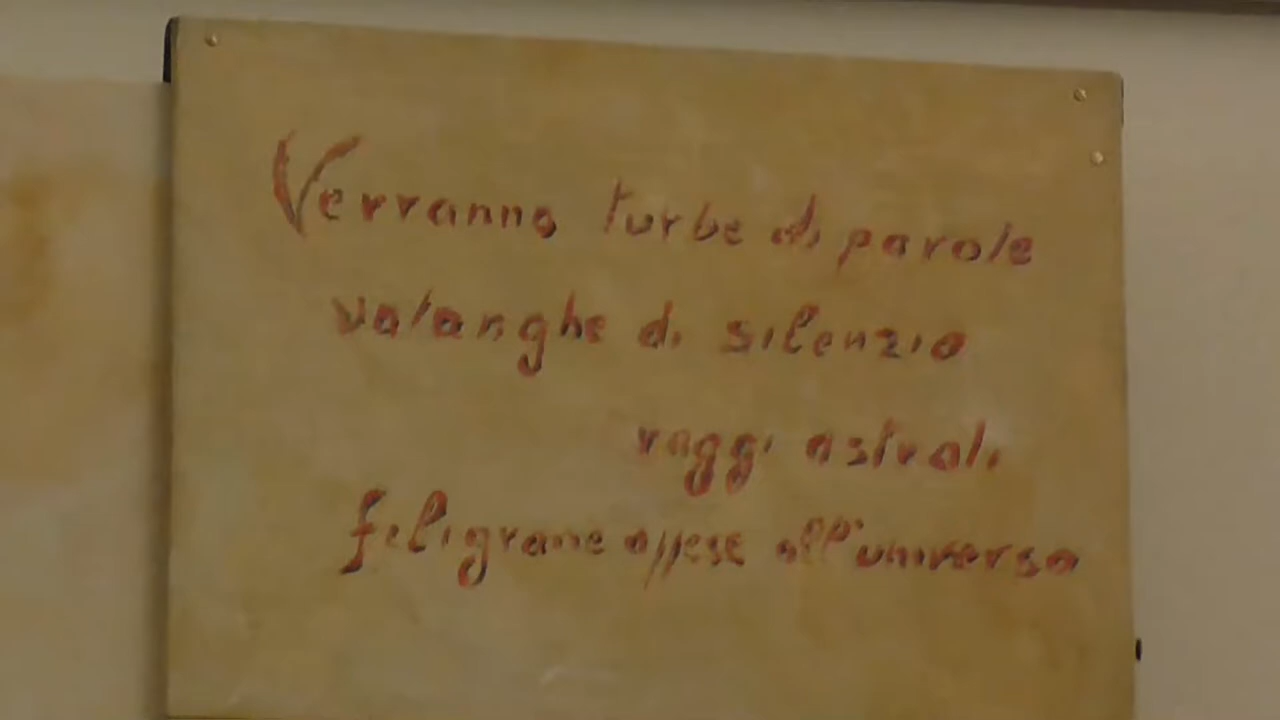 Verranno turbe di parole
valanghe di silenzio
raggi astrali
filigrane appese all'universo